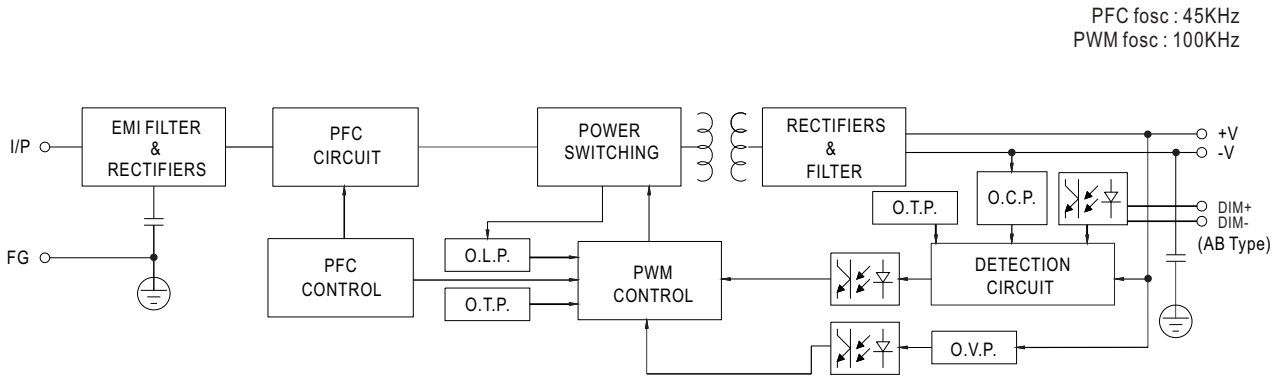 PFC fosc : 45KHz
PWM fosc : 100KHz
I/P
EMI FILTER
&
RECTIFIERS
PFC
CIRCUIT
POWER
SWITCHING
RECTIFIERS
&
FILTER
+V
-V
O.T.P.
O.C.P.
DIM+
DIM-
(AB Type)
FG
PFC
CONTROL
O.L.P.
O.T.P.
PWM
CONTROL
DETECTION
CIRCUIT
O.V.P.